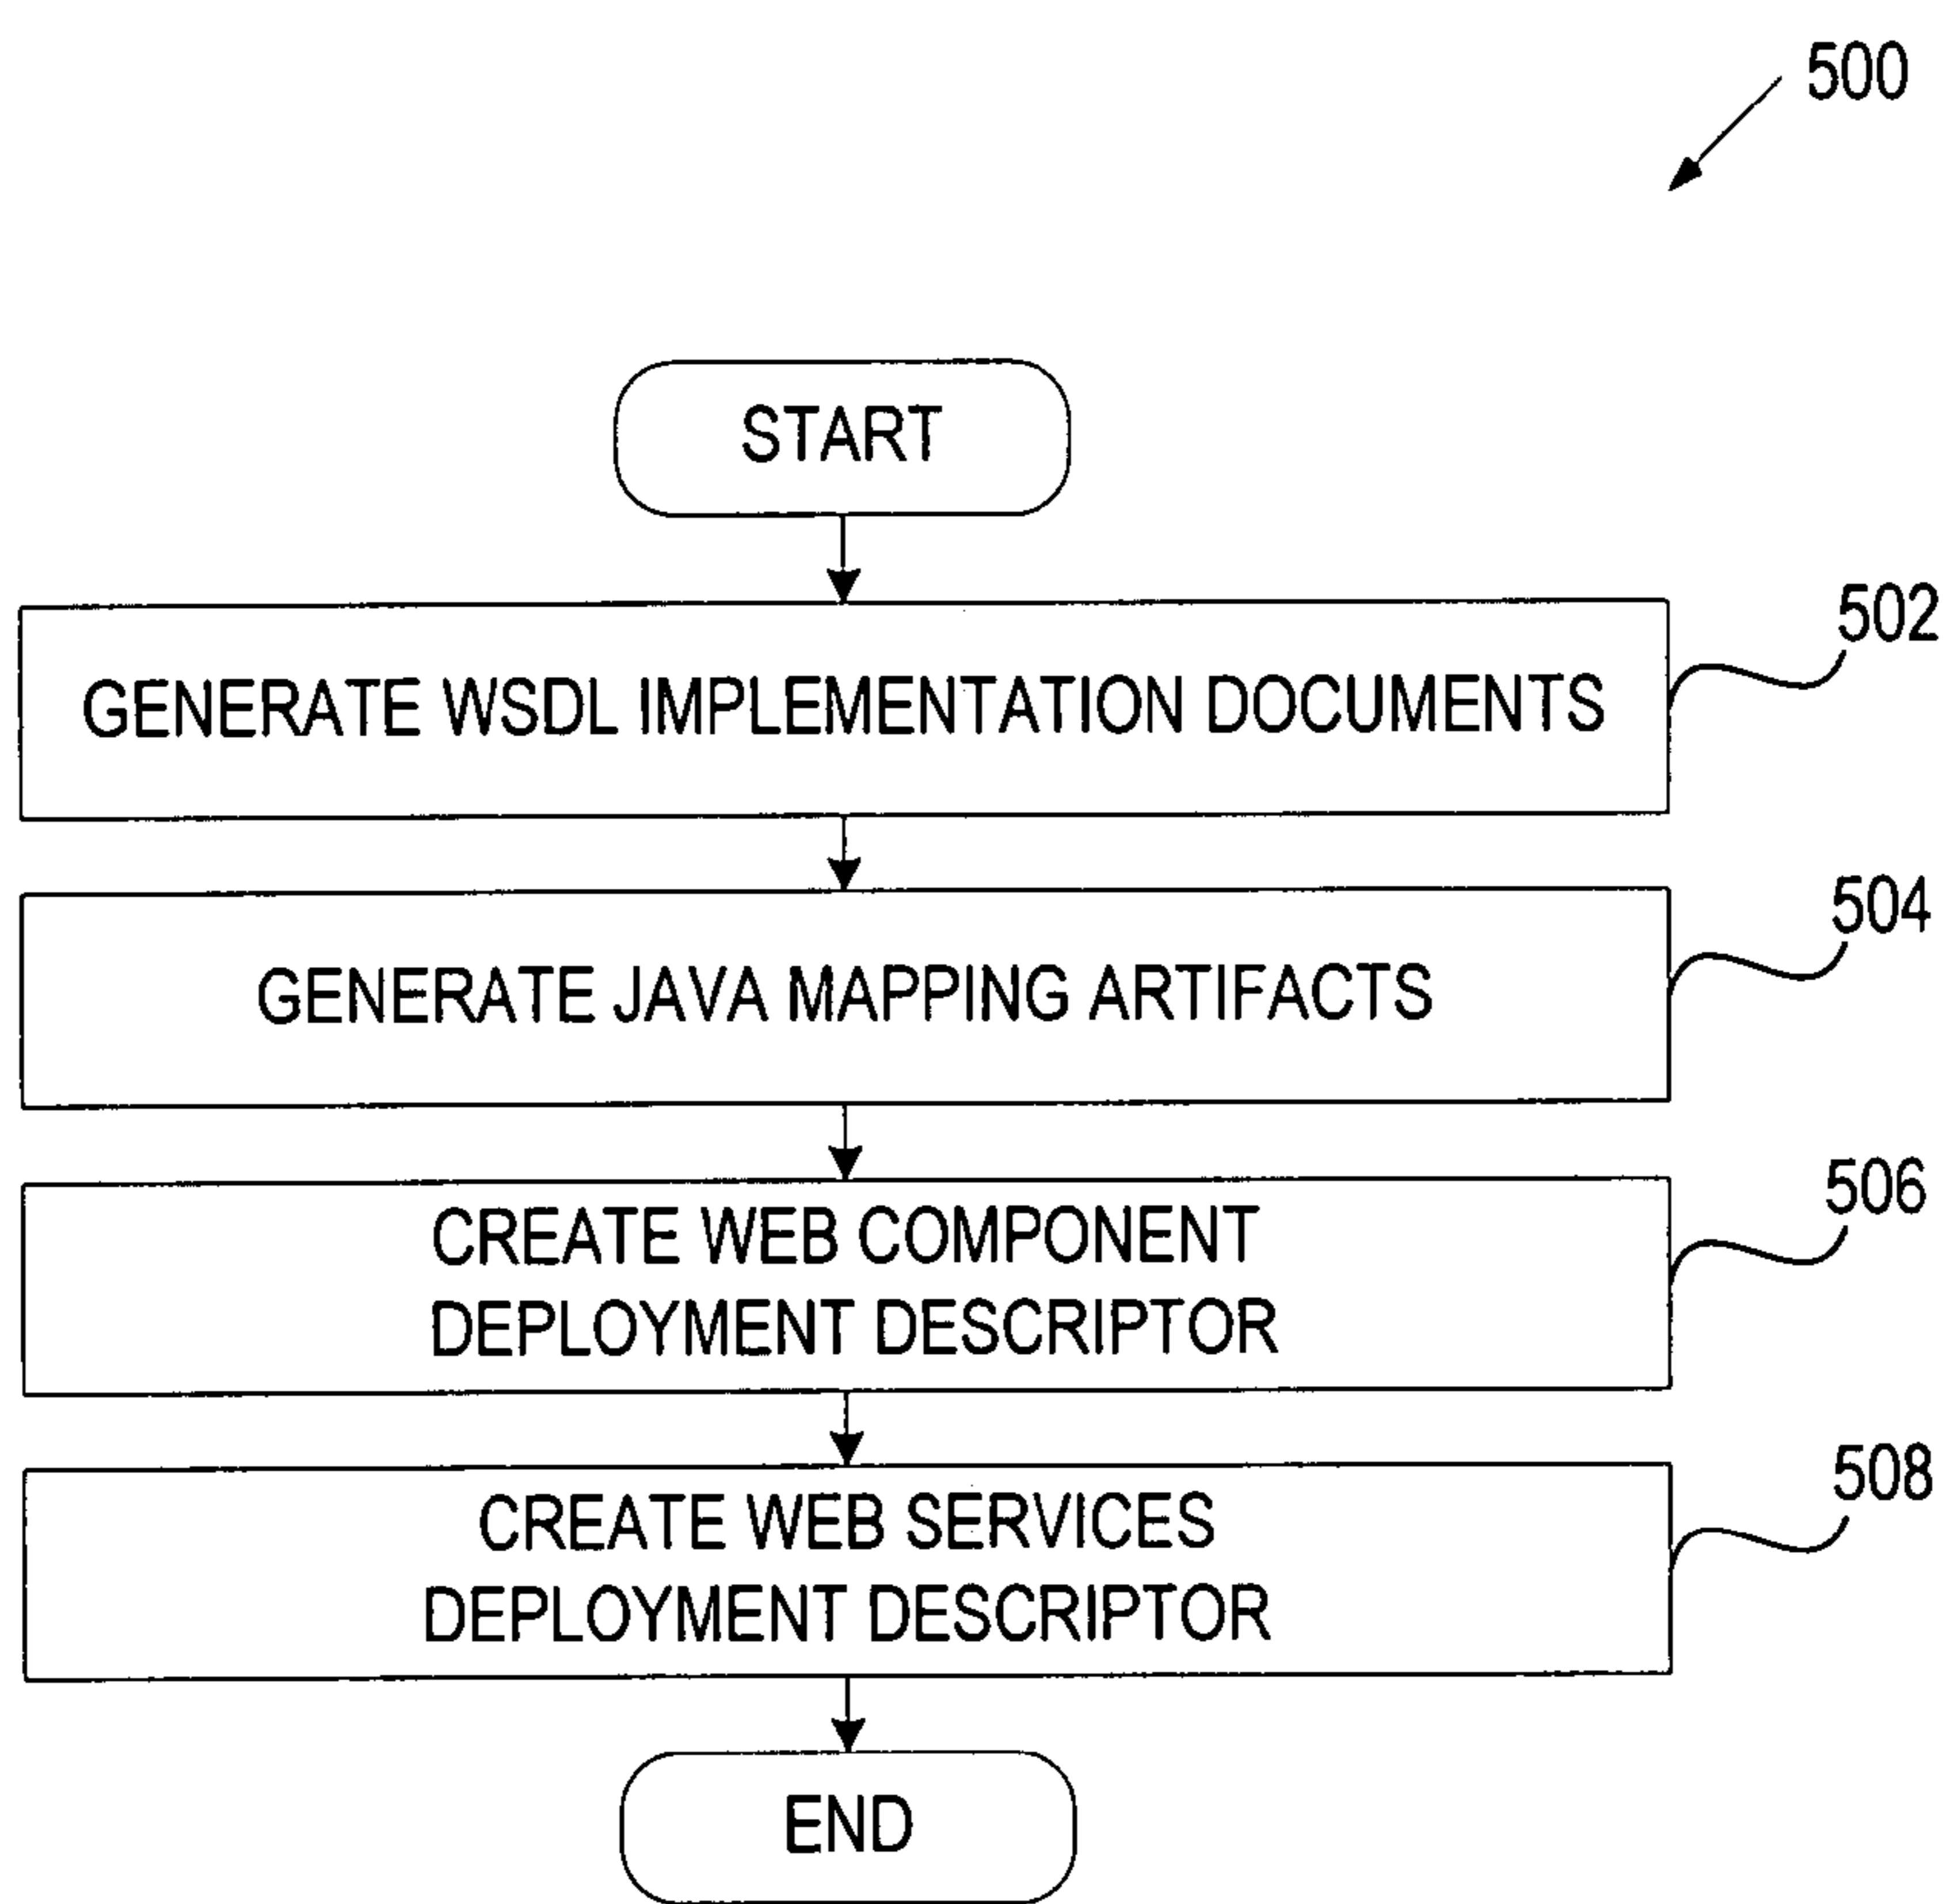 500
START
502
GENERATE WSDL IMPLEMENTATION DOCUMENTS
504
GENERATE JAVA MAPPING ARTIFACTS
506
CREATE WEB COMPONENT
DEPLOYMENT DESCRIPTOR
508
CREATE WEB SERVICES
DEPLOYMENT DESCRIPTOR
END